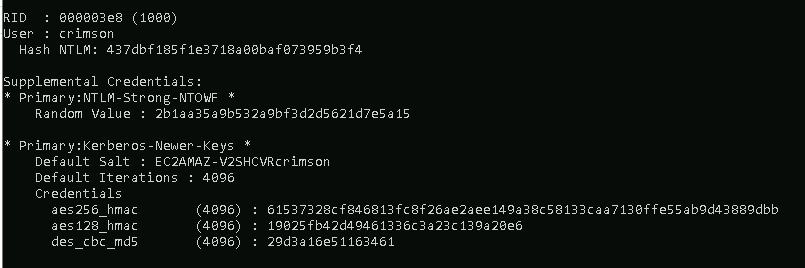 RID  : 000003e8 (1000)
User : crimson
  Hash NTLM: 437dbf185f1e3718a00baf073959b3f4
Supplemental Credentials:
* Primary:NTLM-Strong-NTOWF *
    Random Value : 2b1aa35a9b532a9bf3d2d5621d7e5a15
* Primary:Kerberos-Newer-Keys *
    Default Salt : EC2AMAZ-V2SHCVRcrimson
    Default Iterations : 4096
    Credentials
      aes256_hmac       (4096) : 61537328cf846813fc8f26ae2aee149a38c58133caa7130ffe55ab9d43889dbb
      aes128_hmac       (4096) : 19025fb42d49461336c3a23c139a20e6
      des_cbc_md5       (4096) : 29d3a16e51163461